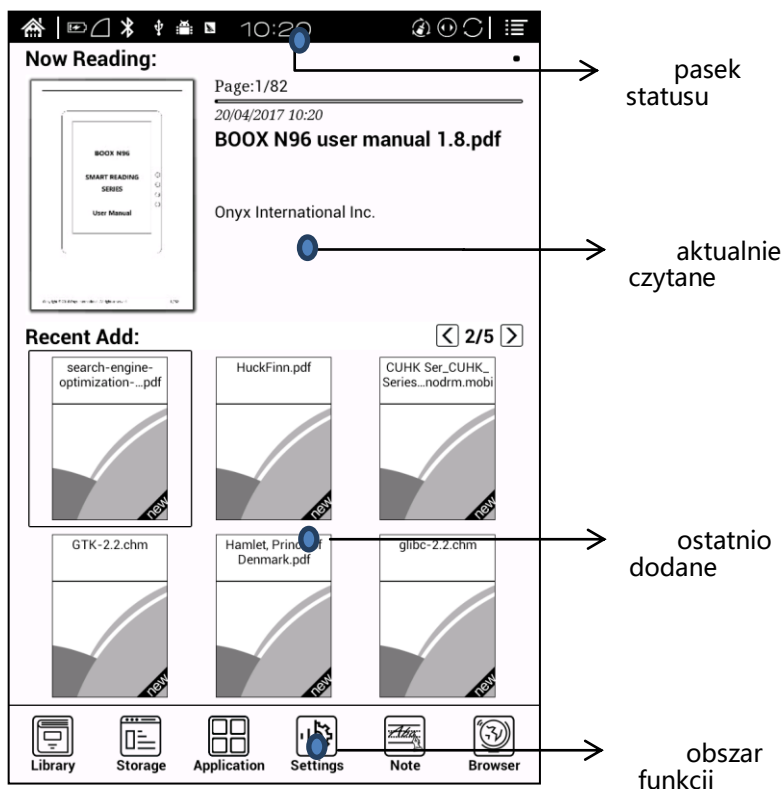 10:20
Now Reading:
Page:1/82
20/04/2017 10:20
BOOX N96 user manual 1.8.pdf
Onyx International Inc.
BOOX N96
SMART READING
SERIES
User Manual
Recent Add:
2/5
search-engine-
optimization-...pdf
HuckFinn.pdf
CUHK Ser_CUHK_
Series...nodrm.mobi
new
new
new
GTK-2.2.chm
Hamlet, Prince of
Denmark.pdf
glibc-2.2.chm
new
new
new
Library
Storage
Application
Settings
Note
Browser
pasek
statusu
aktualnie
czytane
ostatnio
dodane
obszar
funkcji